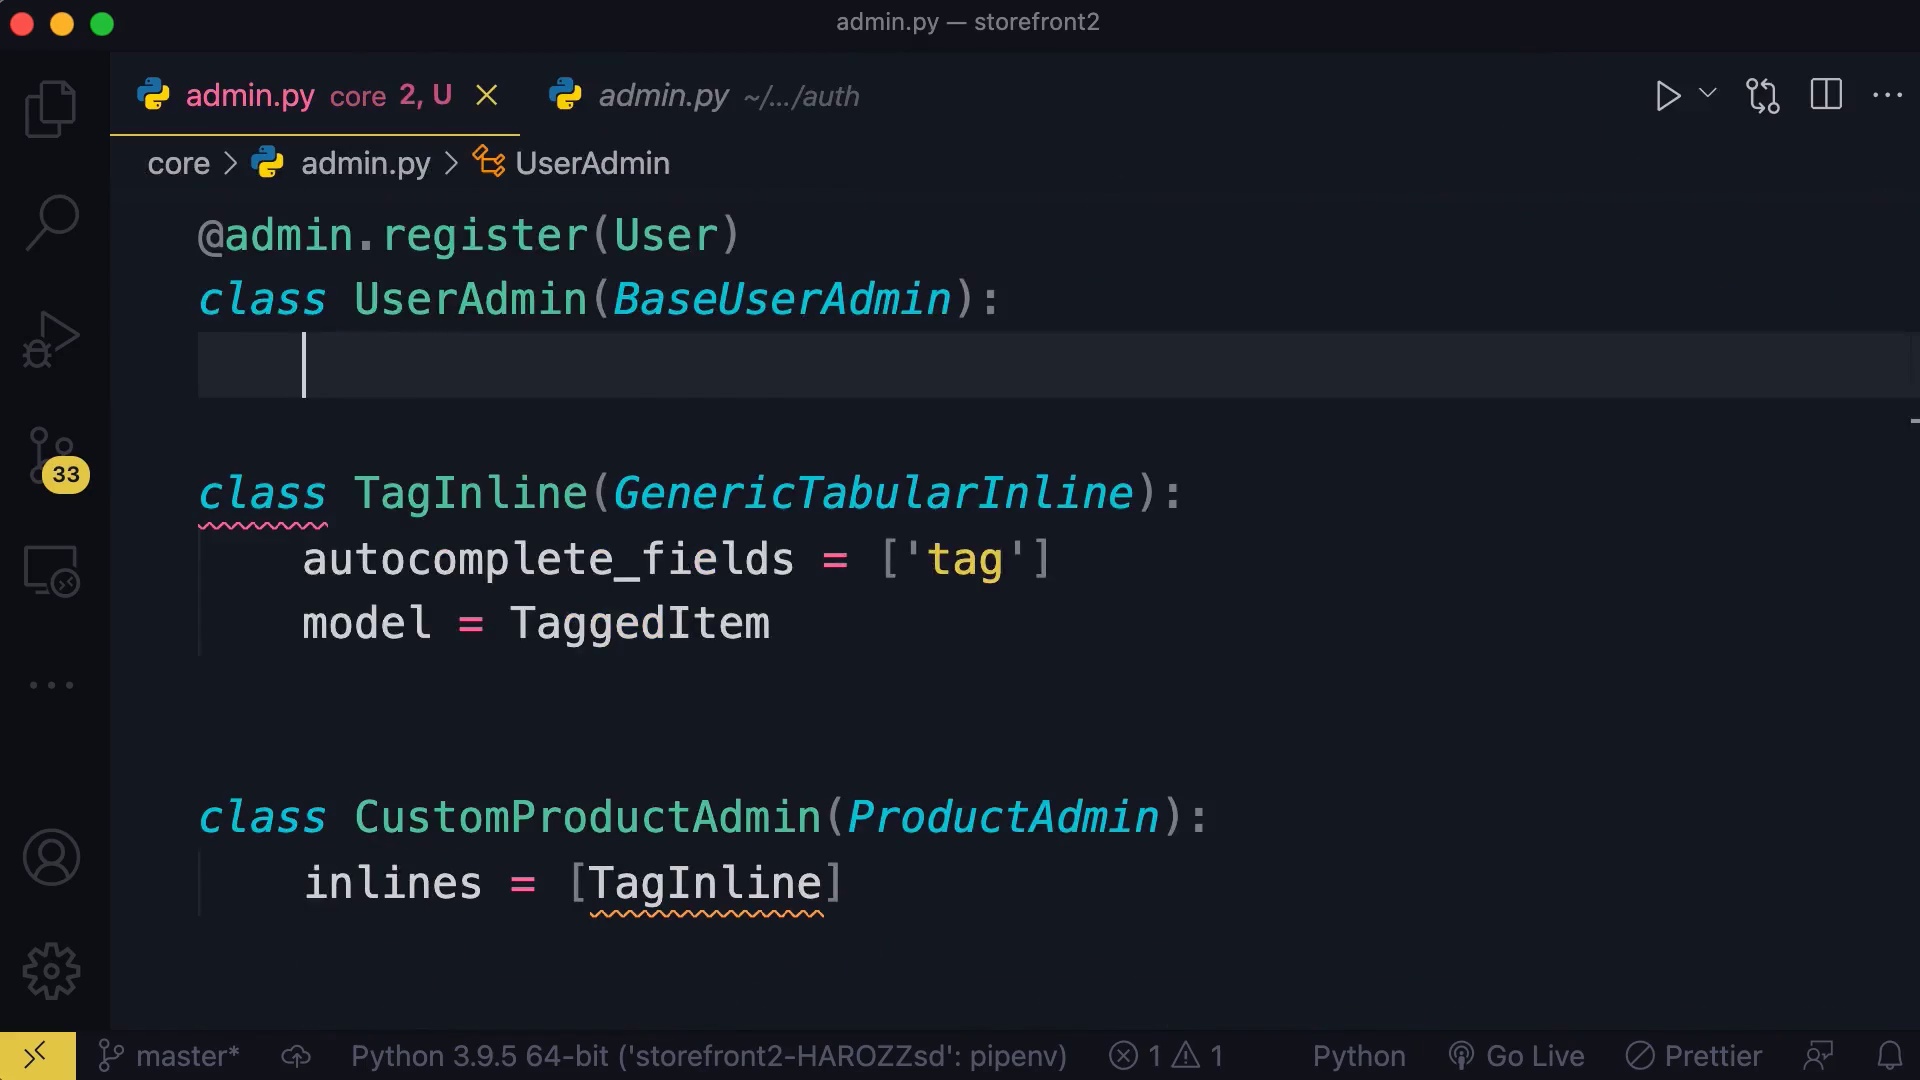 admin.py — storefront2
admin.py core 2, U admin.py ~/.../auth
core > admin.py > UserAdmin
@admin.register(User)
class UserAdmin(BaseUserAdmin):
class TagInline(GenericTabularInline):
autocomplete_fields = ['tag']
model = TaggedItem
class CustomProductAdmin(ProductAdmin):
inlines = [TagInline]
33
master* Python 3.9.5 64-bit ('storefront2-HAROZZsd': pipenv) 1 1 Python Go Live Prettier